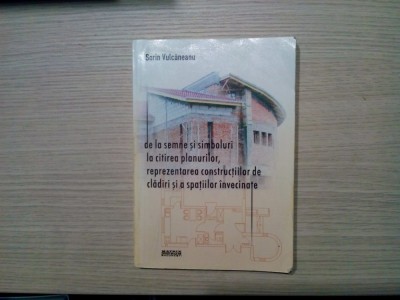 Sorin Vulcăneanu
de la semne și simboluri
la citirea planurilor,
reprezentarea construcțiilor de
clădiri și a spațiilor învecinate